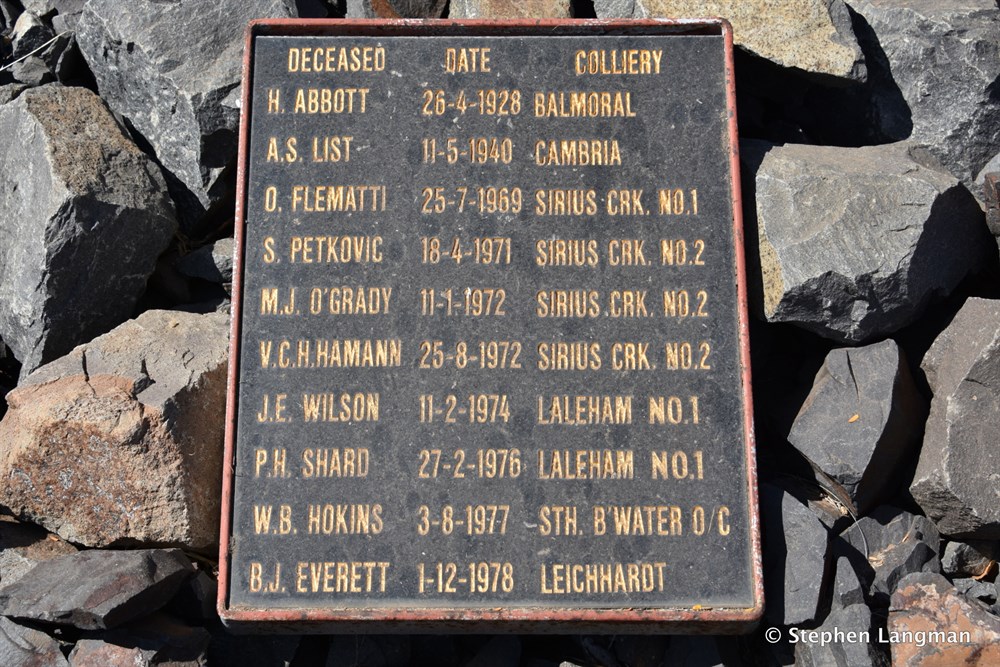 DECEASED DATE COLLIERY
H. ABBOTT 26-4-1928 BALMORAL
A.S. LIST 11-5-1940 CAMBRIA
O. FLEMATTI 25-7-1969 SIRIUS CRK. NO.1
S. PETKOVIC 18-4-1971 SIRIUS CRK. NO.2
M.J. O'GRADY 11-1-1972 SIRIUS CRK. NO.2
V.C.H.HAMANN 25-8-1972 SIRIUS CRK. NO.2
J.E. WILSON 11-2-1974 LALEHAM NO.1
P.H. SHARD 27-2-1976 LALEHAM NO.1
W.B. HOKINS 3-8-1977 STH. B'WATER O/C
B.J. EVERETT 1-12-1978 LEICHHARDT
© Stephen Langman